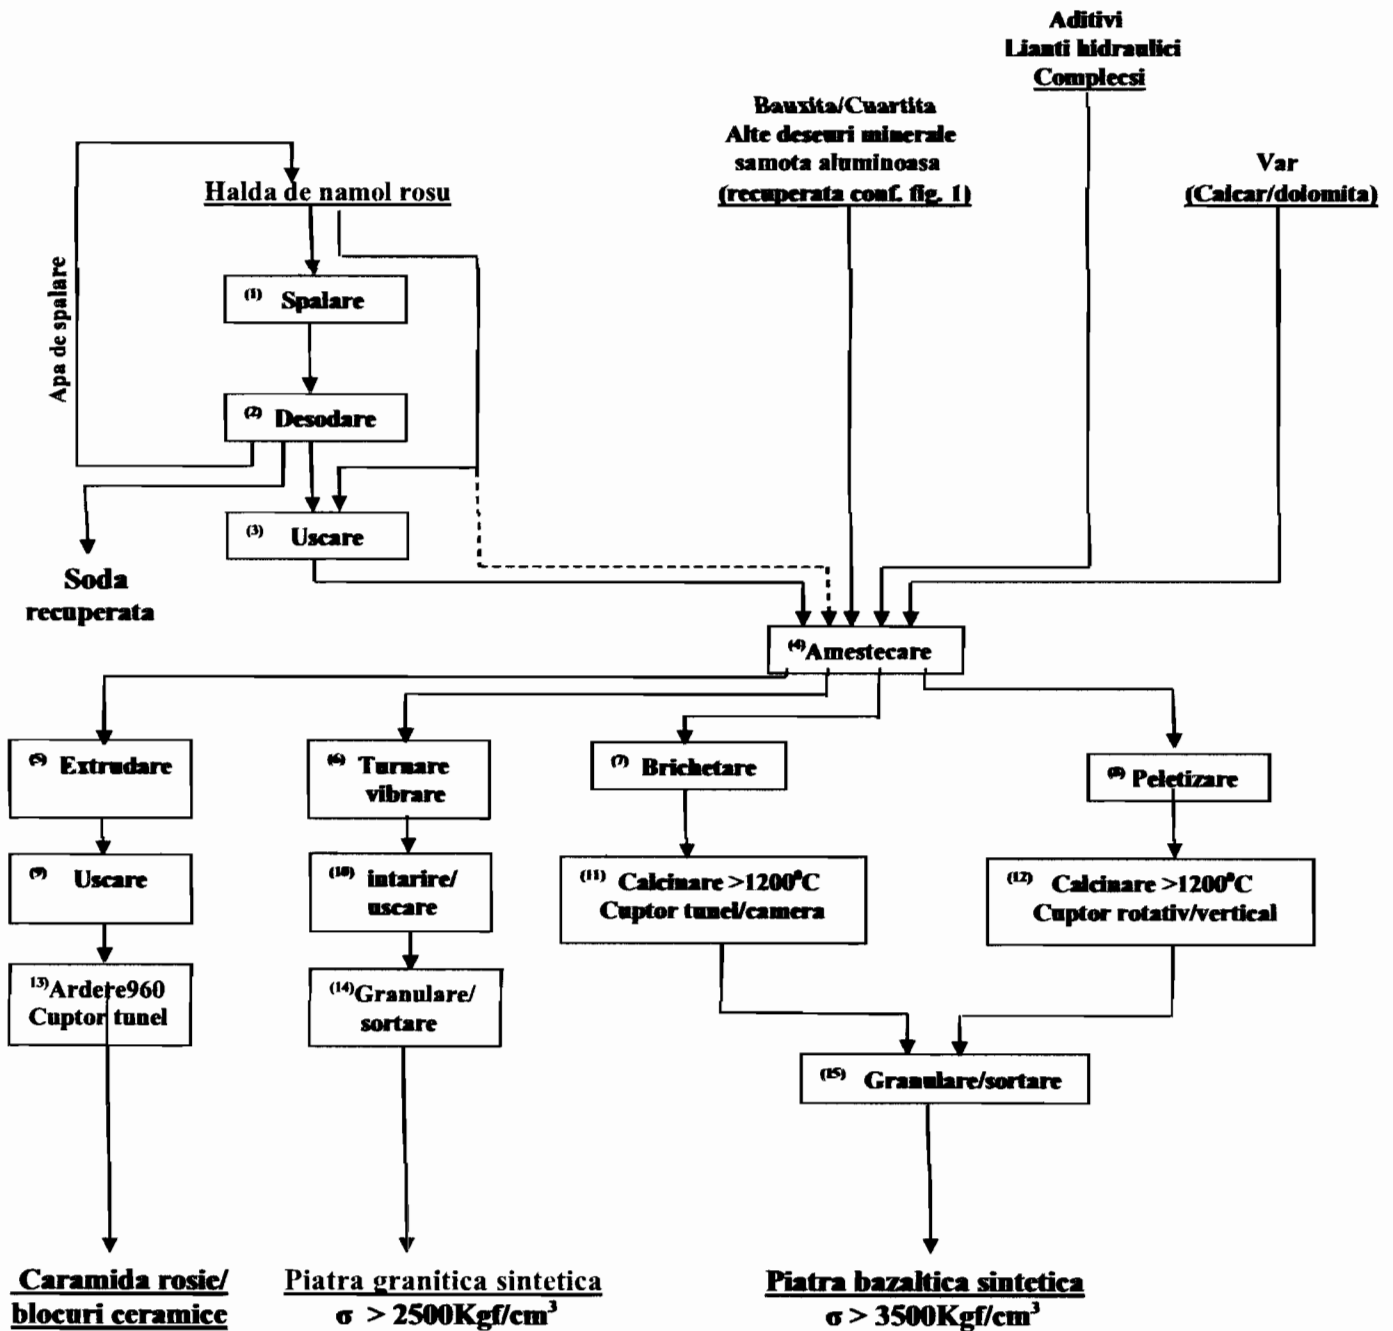 Aditivi
Lianti hidraulici
Complecsi
Bauxita/Cuartita
Alte deseuri minerale
samota aluminoasa
(recuperata conf. fig. 1)
Var
(Calcar/dolomita)
Halda de namol rosu
Apa de spalare
(1) Spalare
(2) Desodare
(3) Uscare
Soda
recuperata
(4)Amestecare
(5) Extrudare
(6) Turnare
vibrare
(7) Brichetare
(8) Peletizare
(9) Uscare
(10) intarire/
uscare
(11) Calcinare >1200⁰C
Cuptor tunel/camera
(12) Calcinare >1200⁰C
Cuptor rotativ/vertical
13)Ardere960
Cuptor tunel
(14)Granulare/
sortare
(15) Granulare/sortare
Caramida rosie/
blocuri ceramice
Piatra granitica sintetica
σ > 2500Kgf/cm³
Piatra bazaltica sintetica
σ > 3500Kgf/cm³